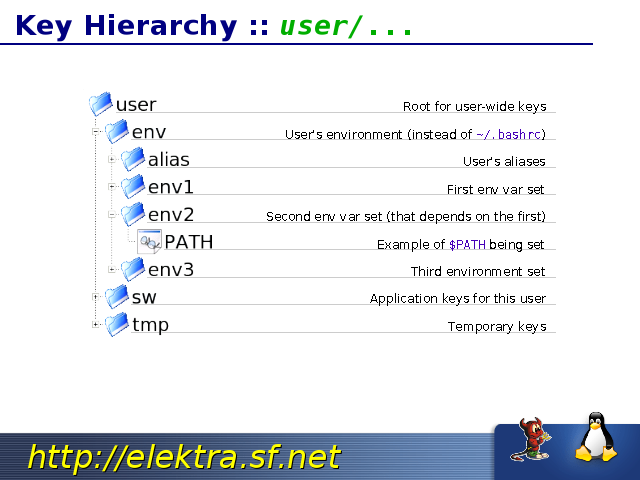 Key Hierarchy :: user/...
user Root for user-wide keys
env User's environment (instead of ~/.bashrc)
alias User's aliases
env1 First env var set
env2 Second env var set (that depends on the first)
PATH Example of $PATH being set
env3 Third environment set
sw Application keys for this user
tmp Temporary keys
http://elektra.sf.net